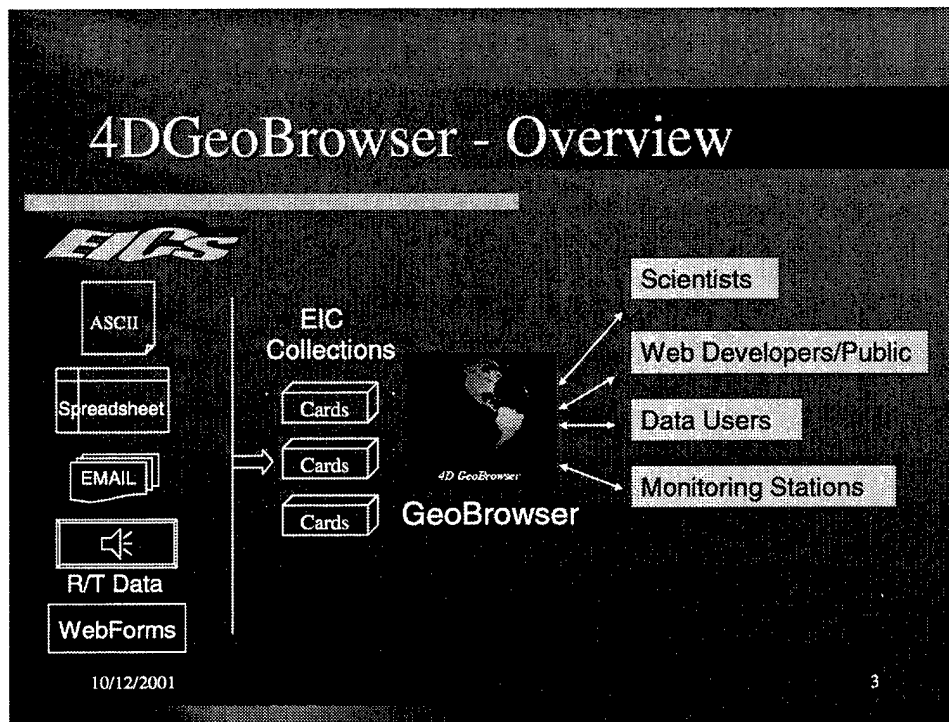 4DGeoBrowser - Overview
EICs
ASCII
Spreadsheet
EMAIL
R/T Data
WebForms
EIC
Collections
Cards
Cards
Cards
4D GeoBrowser
GeoBrowser
Scientists
Web Developers/Public
Data Users
Monitoring Stations
10/12/2001
3